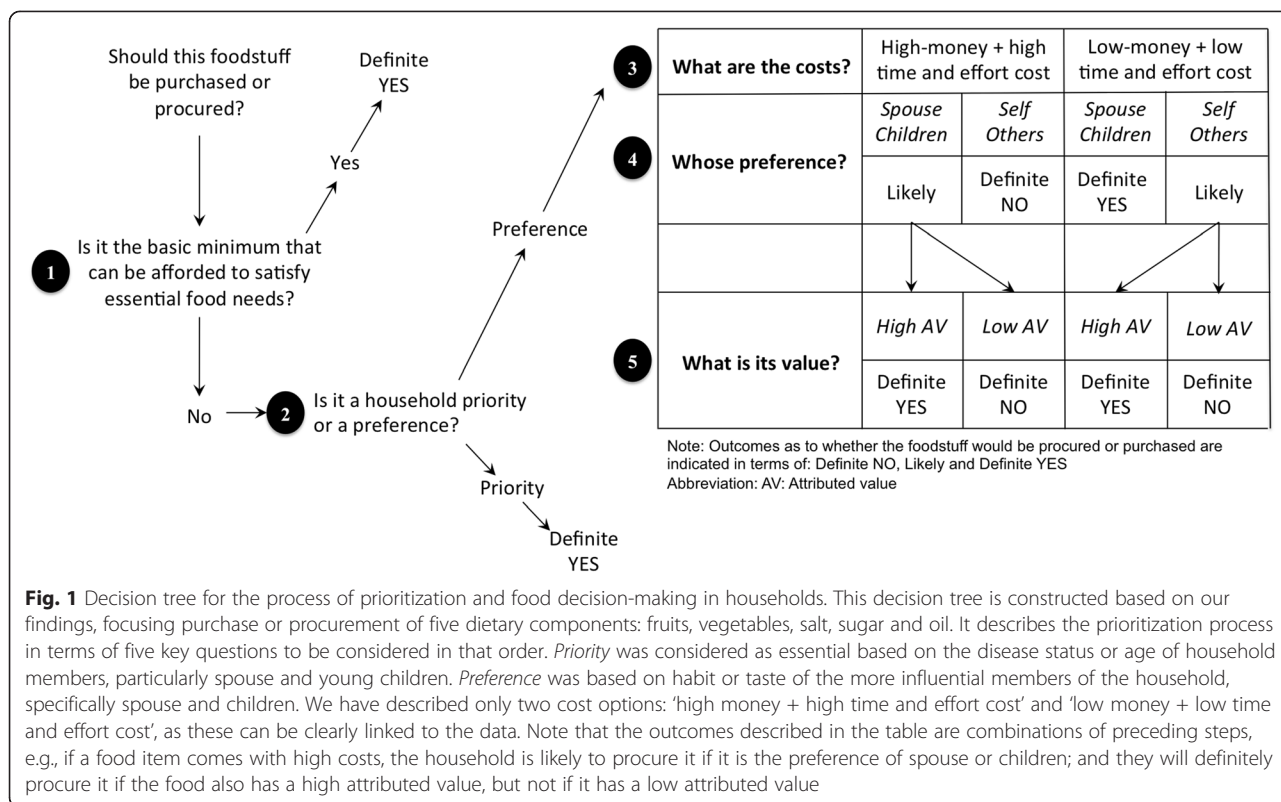 Should this foodstuff
be purchased or
procured?
Definite
YES
Yes
1
Is it the basic minimum that
can be afforded to satisfy
essential food needs?
No
2
Is it a household priority
or a preference?
Preference
Priority
Definite
YES
3
What are the costs?
High-money + high
time and effort cost
Low-money + low
time and effort cost
4
Whose preference?
Spouse
Children
Self
Others
Spouse
Children
Self
Others
Likely
Definite
NO
Definite
YES
Likely
5
What is its value?
High AV
Low AV
High AV
Low AV
Definite
YES
Definite
NO
Definite
YES
Definite
NO
Note: Outcomes as to whether the foodstuff would be procured or purchased are
indicated in terms of: Definite NO, Likely and Definite YES
Abbreviation: AV: Attributed value
Fig. 1 Decision tree for the process of prioritization and food decision-making in households. This decision tree is constructed based on our
findings, focusing purchase or procurement of five dietary components: fruits, vegetables, salt, sugar and oil. It describes the prioritization process
in terms of five key questions to be considered in that order. Priority was considered as essential based on the disease status or age of household
members, particularly spouse and young children. Preference was based on habit or taste of the more influential members of the household,
specifically spouse and children. We have described only two cost options: ‘high money + high time and effort cost’ and ‘low money + low time
and effort cost’, as these can be clearly linked to the data. Note that the outcomes described in the table are combinations of preceding steps,
e.g., if a food item comes with high costs, the household is likely to procure it if it is the preference of spouse or children; and they will definitely
procure it if the food also has a high attributed value, but not if it has a low attributed value